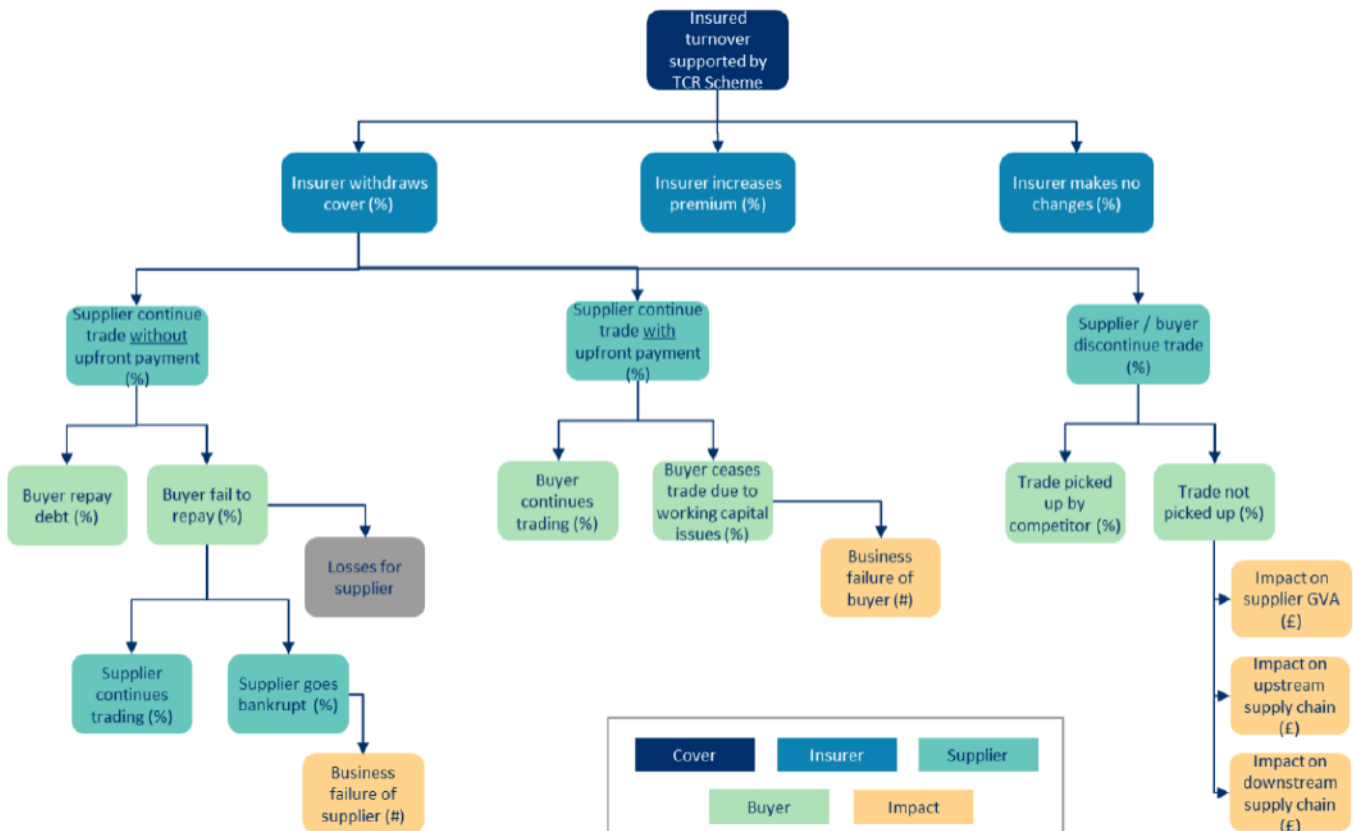 Insured
turnover
supported by
TCR Scheme
Insurer withdraws
cover (%)
Insurer increases
premium (%)
Insurer makes no
changes (%)
Supplier continue
trade without
upfront payment
(%)
Supplier continue
trade with
upfront payment
(%)
Supplier / buyer
discontinue trade
(%)
Buyer repay
debt (%)
Buyer fail to
repay (%)
Buyer
continues
trading (%)
Buyer ceases
trade due to
working capital
issues (%)
Trade picked
up by
competitor (%)
Trade not
picked up (%)
Losses for
supplier
Business
failure of
buyer (#)
Impact on
supplier GVA
(£)
Supplier
continues
trading (%)
Supplier goes
bankrupt (%)
Impact on
upstream
supply chain
(£)
Business
failure of
supplier (#)
Impact on
downstream
supply chain
(£)
Cover
Insurer
Supplier
Buyer
Impact